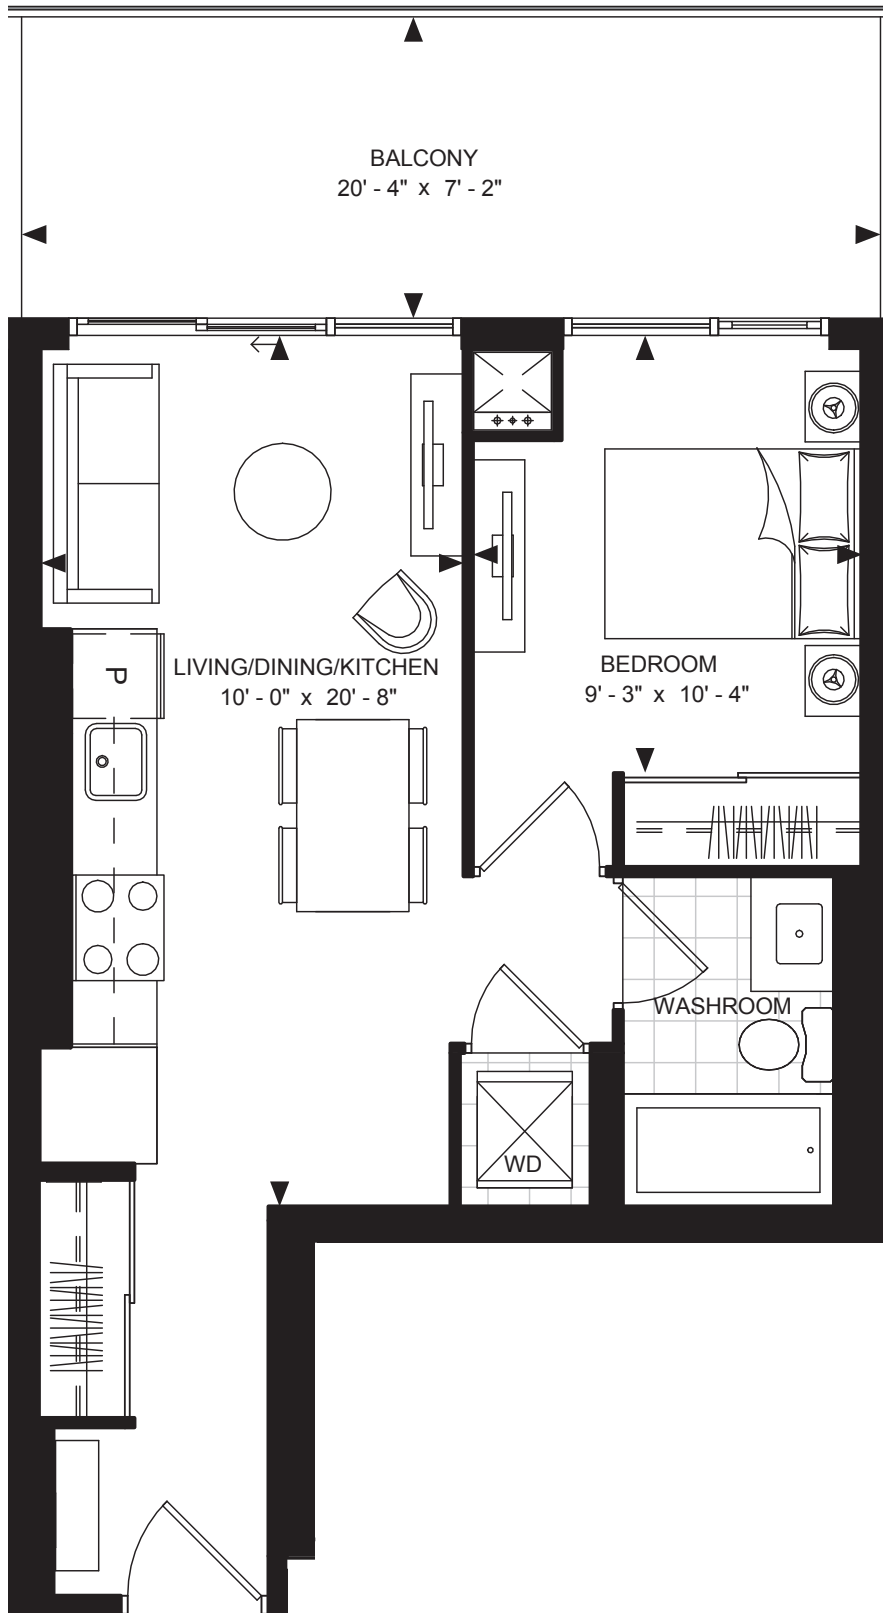 BALCONY
20' - 4" x 7' - 2"
P
LIVING/DINING/KITCHEN
10' - 0" x 20' - 8"
BEDROOM
9' - 3" x 10' - 4"
WASHROOM
WD